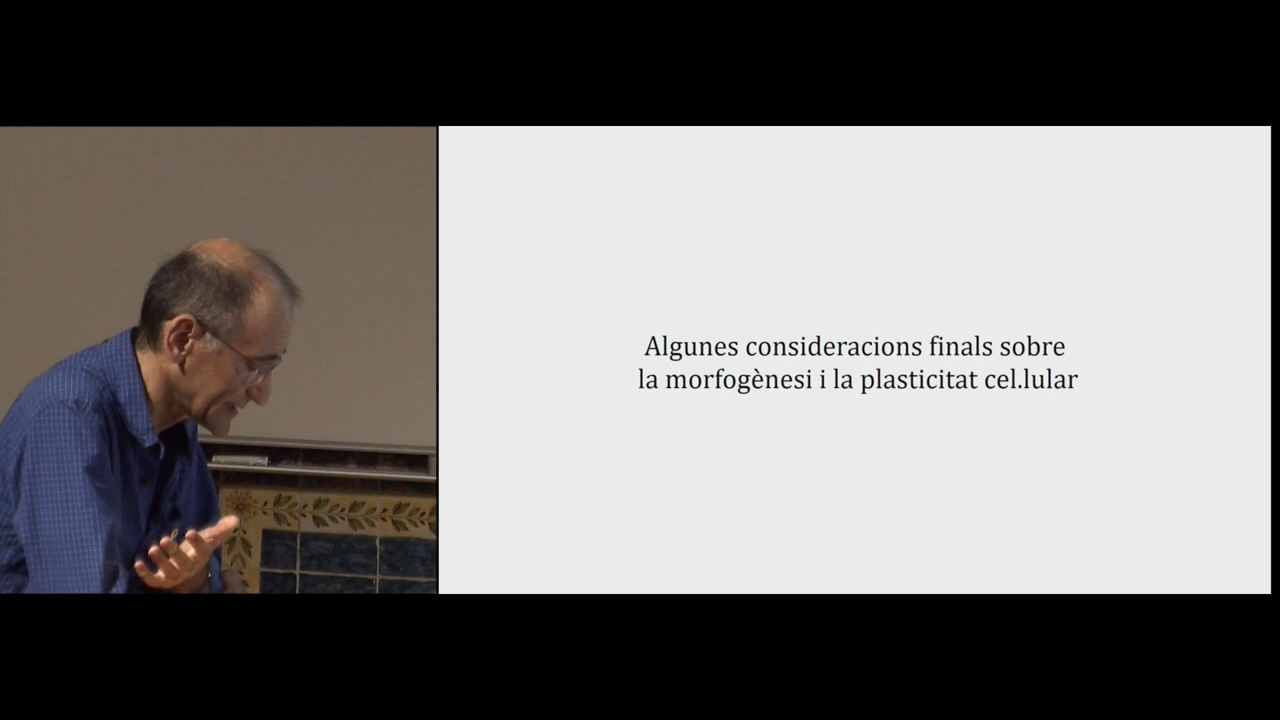 Algunes consideracions finals sobre
la morfogènesi i la plasticitat cel.lular